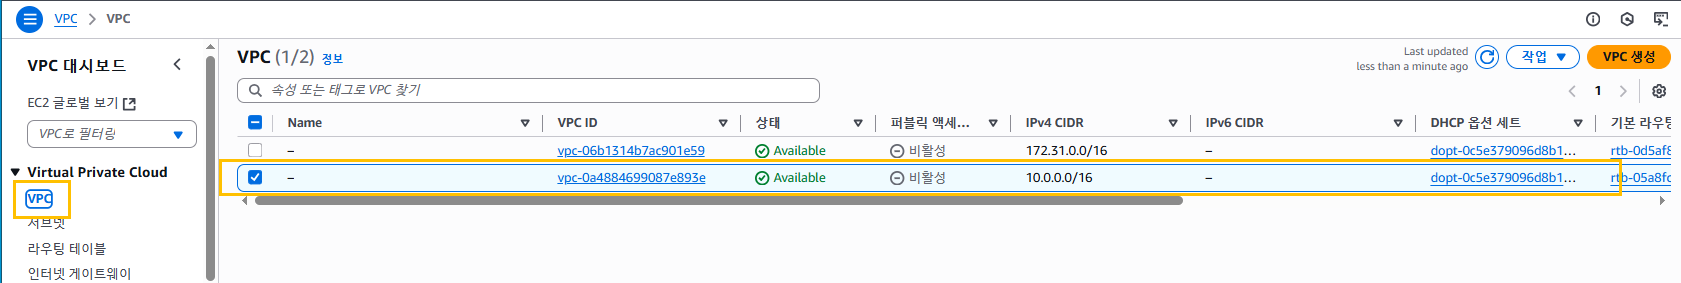 VPC > VPC
VPC 대시보드
EC2 글로벌 보기
VPC로 필터링
Virtual Private Cloud
VPC
서브넷
라우팅 테이블
인터넷 게이트웨이
VPC (1/2) 정보
Last updated
less than a minute ago
작업
VPC 생성
속성 또는 태그로 VPC 찾기
1
Name VPC ID 상태 퍼블릭 액세... IPv4 CIDR IPv6 CIDR DHCP 옵션 세트 기본 라우팅
– vpc-06b1314b7ac901e59 Available 비활성 172.31.0.0/16 – dopt-0c5e379096d8b1... rtb-0d5af8
– vpc-0a4884699087e893e Available 비활성 10.0.0.0/16 – dopt-0c5e379096d8b1... rtb-05a8fc